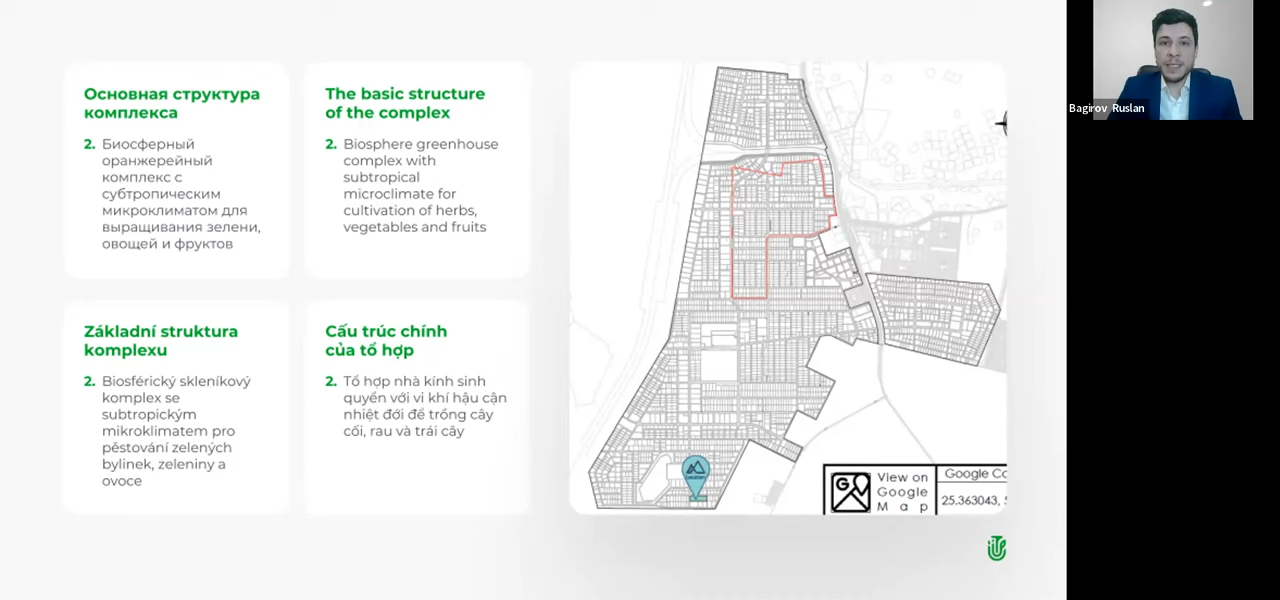 Основная структура
комплекса
2. Биосферный
оранжерейный
комплекс с
субтропическим
микроклиматом для
выращивания зелени,
овощей и фруктов
The basic structure
of the complex
2. Biosphere greenhouse
complex with
subtropical
microclimate for
cultivation of herbs,
vegetables and fruits
Základní struktura
komplexu
2. Biosférický skleníkový
komplex se
subtropickým
mikroklimatem pro
pěstování zelených
bylinek, zeleniny a
ovoce
Cấu trúc chính
của tổ hợp
2. Tổ hợp nhà kính sinh
quyển với vi khí hậu cận
nhiệt đới để trồng cây
cối, rau và trái cây
View on
Google
Map
Google Co
25.363043,
Bagirov Ruslan